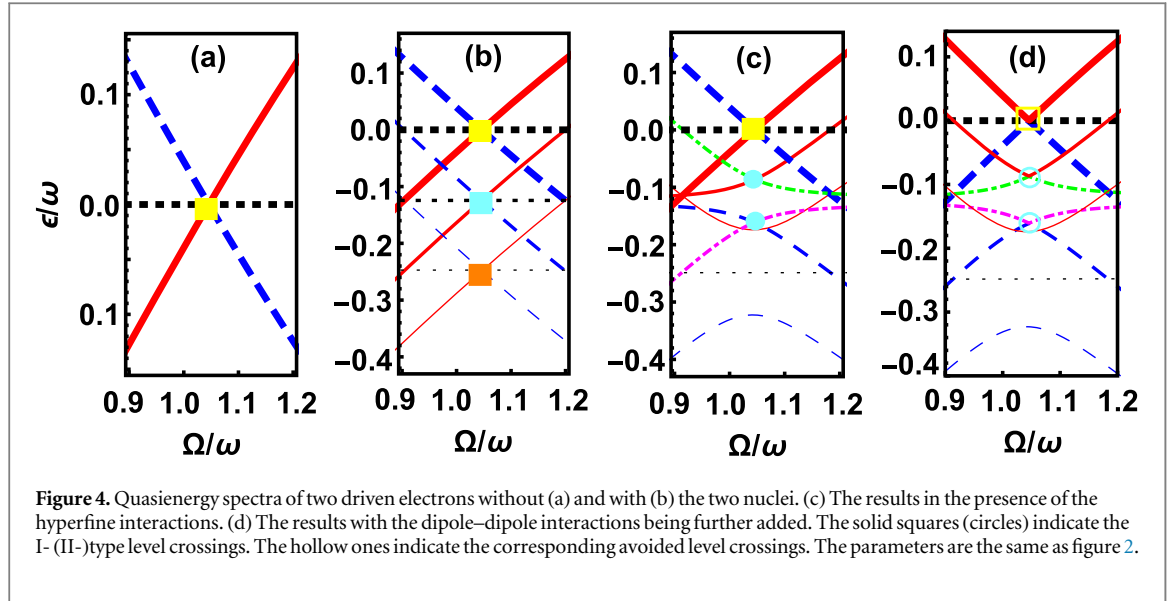 (a)
(b)
(c)
(d)
ϵ/ω
0.1
0.0
0.1
0.9 1.0 1.1 1.2
Ω/ω
0.1
0.0
−0.1
−0.2
−0.3
−0.4
0.9 1.0 1.1 1.2
Ω/ω
0.1
0.0
−0.1
−0.2
−0.3
−0.4
0.9 1.0 1.1 1.2
Ω/ω
0.1
0.0
−0.1
−0.2
−0.3
−0.4
0.9 1.0 1.1 1.2
Ω/ω
Figure 4. Quasienergy spectra of two driven electrons without (a) and with (b) the two nuclei. (c) The results in the presence of the
hyperfine interactions. (d) The results with the dipole–dipole interactions being further added. The solid squares (circles) indicate the
I- (II-)type level crossings. The hollow ones indicate the corresponding avoided level crossings. The parameters are the same as figure 2.